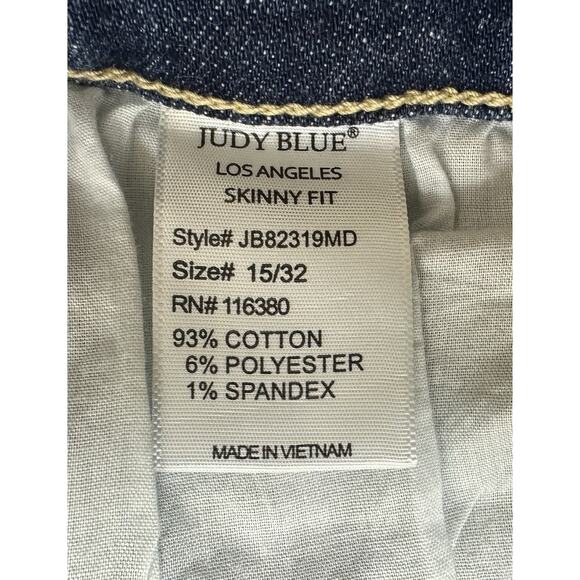 JUDY BLUE®
LOS ANGELES
SKINNY FIT
Style# JB82319MD
Size# 15/32
RN# 116380
93% COTTON
6% POLYESTER
1% SPANDEX
MADE IN VIETNAM